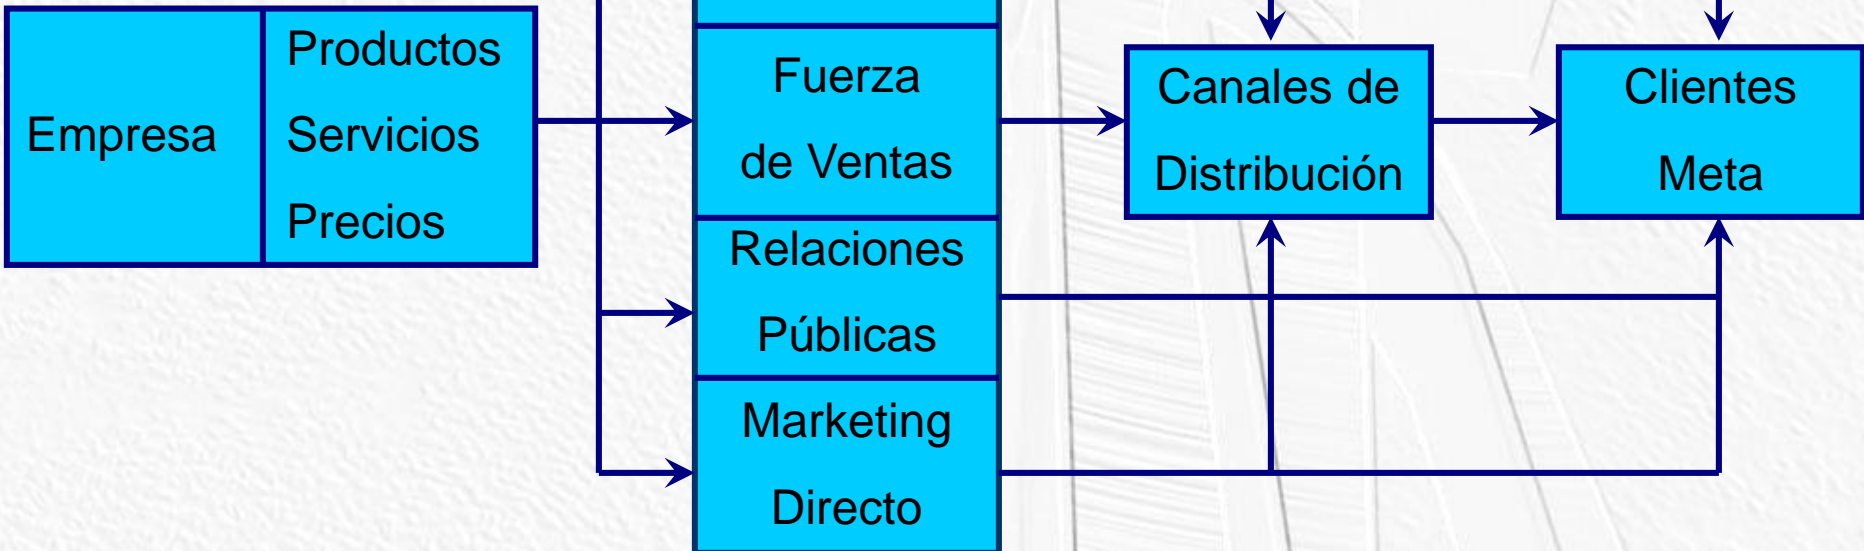 Empresa
Productos
Servicios
Precios
Fuerza
de Ventas
Relaciones
Públicas
Marketing
Directo
Canales de
Distribución
Clientes
Meta